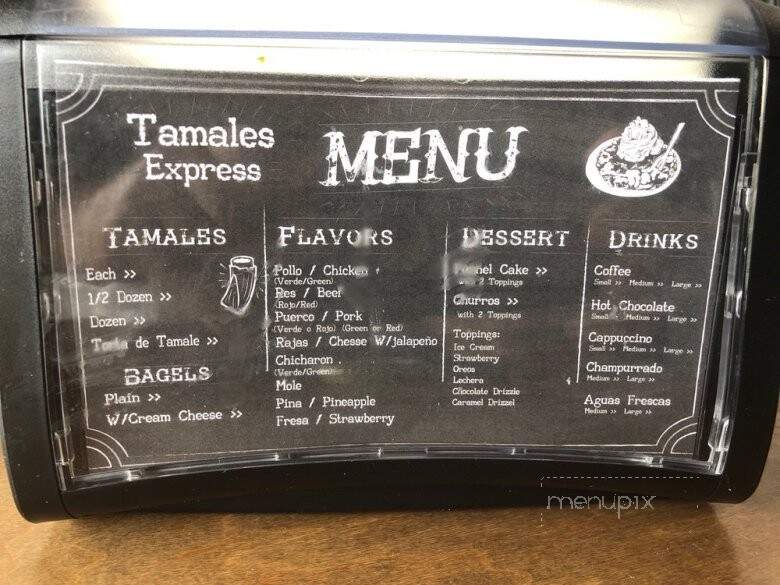 Tamales
Express
MENU
TAMALES
Each >>
1/2 Dozen >>
Dozen >>
Torta de Tamale >>
BAGELS
Plain >>
W/Cream Cheese >>
FLAVORS
Pollo / Chicken
(Verde/Green)
Res / Beef
(Rojo/Red)
Puerco / Pork
(Verde o Rojo) (Green or Red)
Rajas / Chesse W/jalapeño
Chicharon
(Verde/Green)
Mole
Pina / Pineapple
Fresa / Strawberry
DESSERT
Funnel Cake >>
with 2 Toppings
Churros >>
with 2 Toppings
Toppings:
Ice Cream
Strawberry
Oreos
Lechera
Chocolate Drizzle
Caramel Drizzel
DRINKS
Coffee
Small >> Medium >> Large >>
Hot Chocolate
Small >> Medium >> Large >>
Cappuccino
Small >> Medium >> Large >>
Champurrado
Medium >> Large >>
Aguas Frescas
Medium >> Large >>
menupix